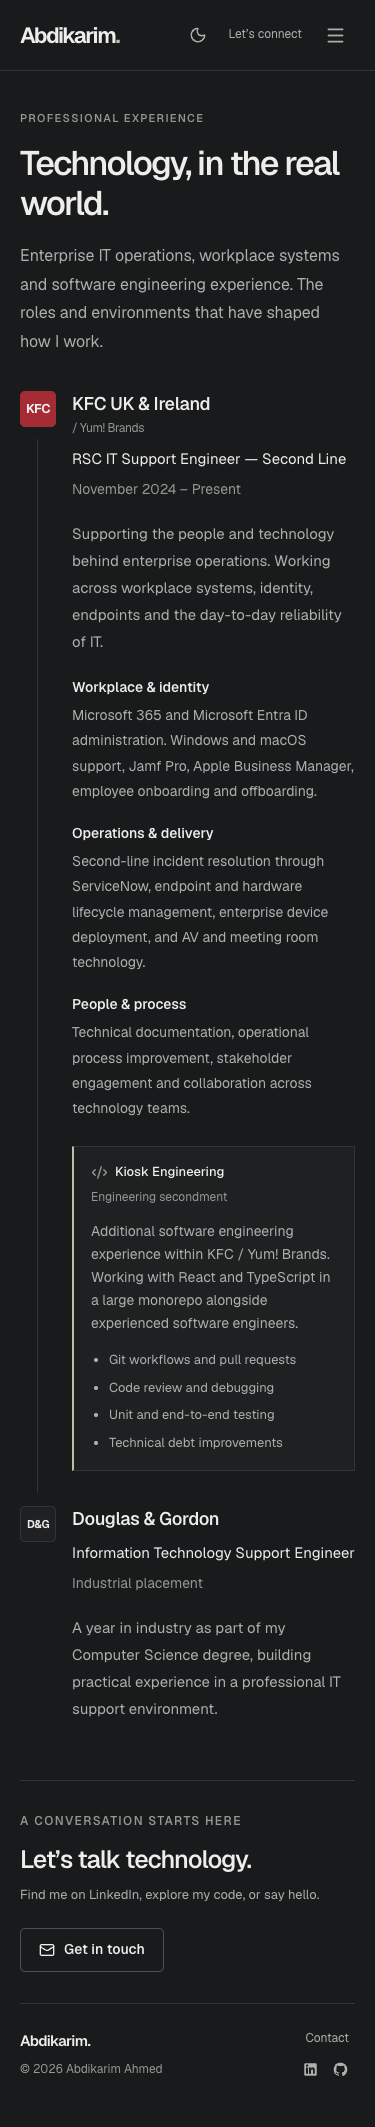 Abdikarim.
Let's connect
PROFESSIONAL EXPERIENCE
Technology, in the real
world.
Enterprise IT operations, workplace systems
and software engineering experience. The
roles and environments that have shaped
how I work.
KFC
KFC UK & Ireland
/ Yum! Brands
RSC IT Support Engineer — Second Line
November 2024 – Present
Supporting the people and technology
behind enterprise operations. Working
across workplace systems, identity,
endpoints and the day-to-day reliability
of IT.
Workplace & identity
Microsoft 365 and Microsoft Entra ID
administration. Windows and macOS
support, Jamf Pro, Apple Business Manager,
employee onboarding and offboarding.
Operations & delivery
Second-line incident resolution through
ServiceNow, endpoint and hardware
lifecycle management, enterprise device
deployment, and AV and meeting room
technology.
People & process
Technical documentation, operational
process improvement, stakeholder
engagement and collaboration across
technology teams.
Kiosk Engineering
Engineering secondment
Additional software engineering
experience within KFC / Yum! Brands.
Working with React and TypeScript in
a large monorepo alongside
experienced software engineers.
• Git workflows and pull requests
• Code review and debugging
• Unit and end-to-end testing
• Technical debt improvements
D&G
Douglas & Gordon
Information Technology Support Engineer
Industrial placement
A year in industry as part of my
Computer Science degree, building
practical experience in a professional IT
support environment.
A CONVERSATION STARTS HERE
Let's talk technology.
Find me on LinkedIn, explore my code, or say hello.
Get in touch
Abdikarim.
Contact
© 2026 Abdikarim Ahmed